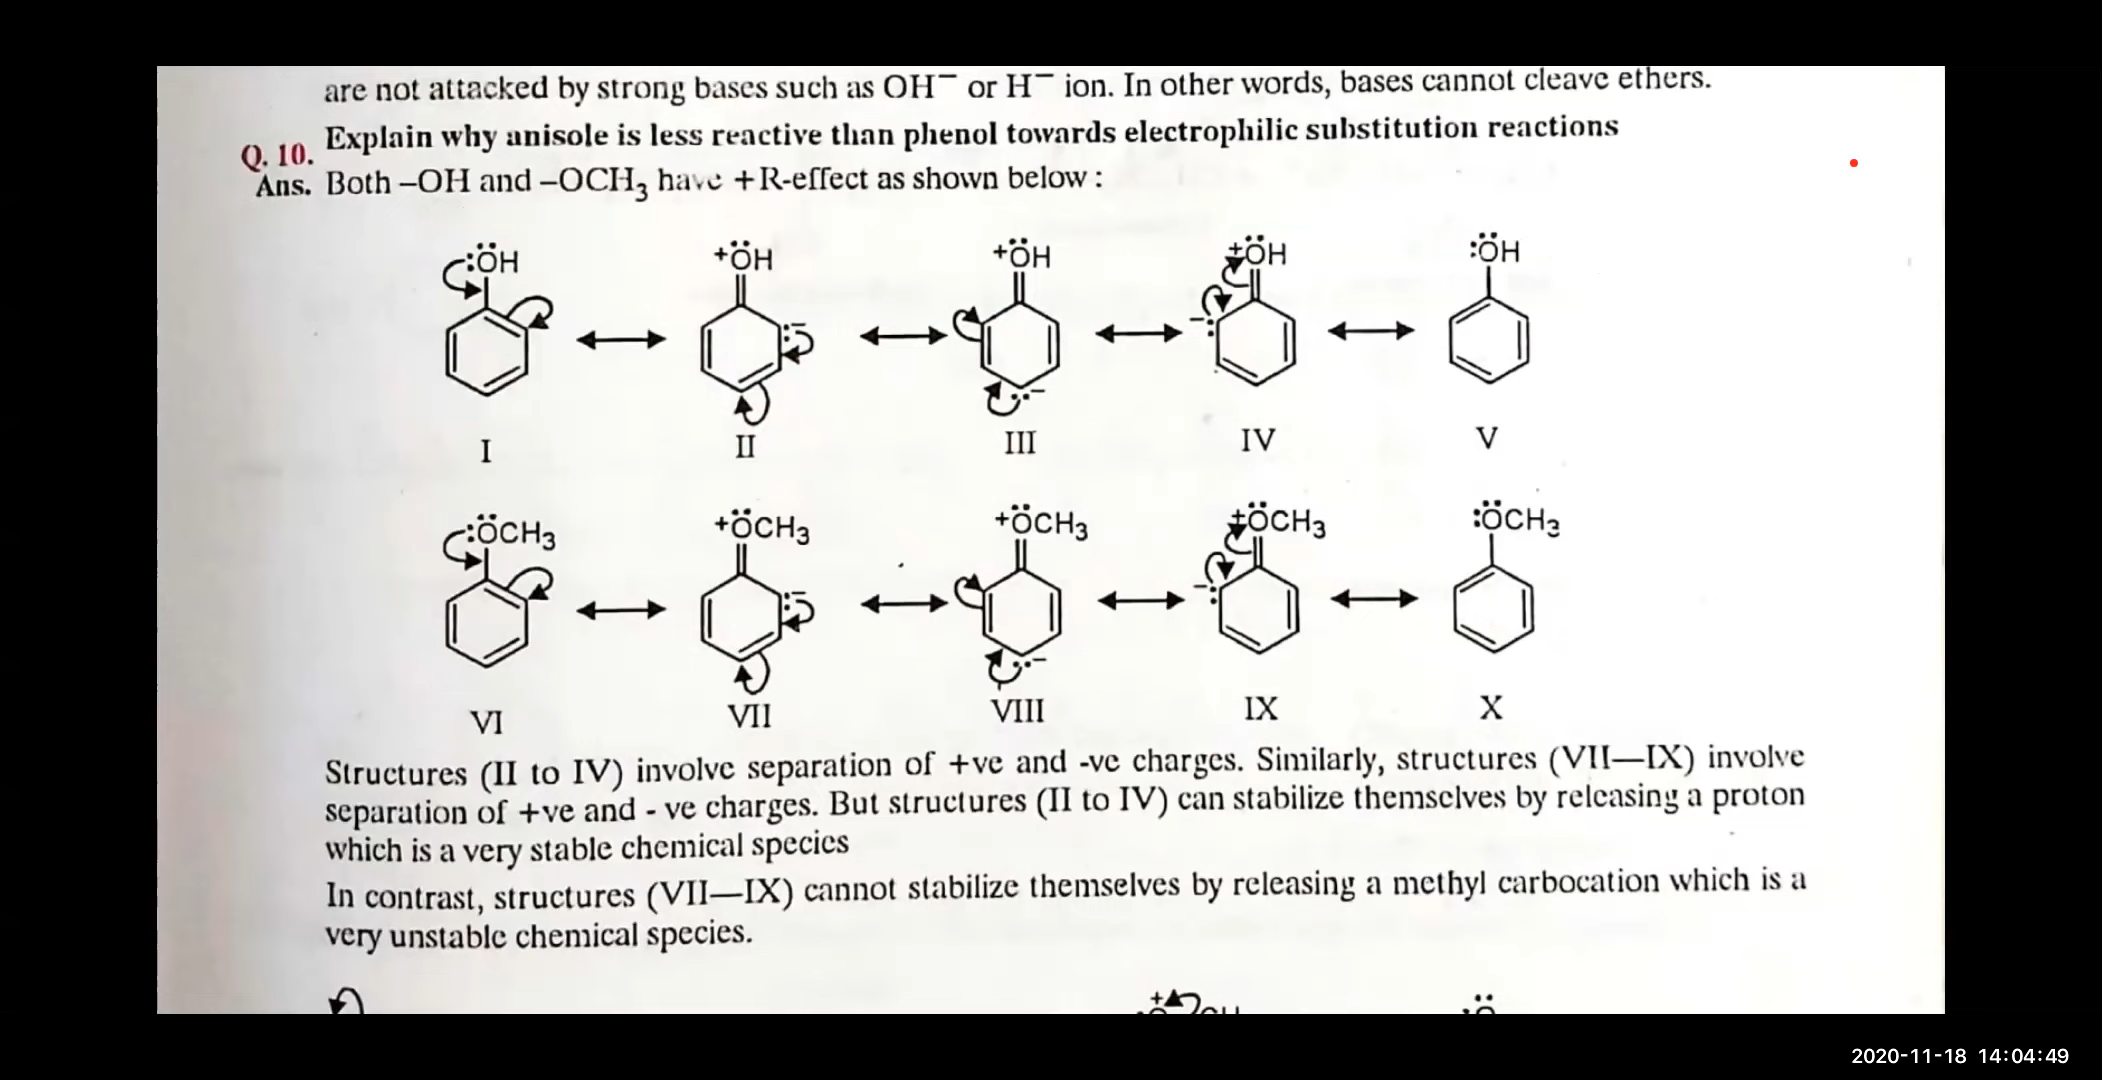 are not attacked by strong bases such as OH⁻ or H⁻ ion. In other words, bases cannot cleave ethers.
Q. 10. Explain why anisole is less reactive than phenol towards electrophilic substitution reactions
Ans. Both –OH and –OCH₃ have +R-effect as shown below :
:ÖH +ÖH +ÖH +ÖH :ÖH
I II III IV V
:ÖCH₃ +ÖCH₃ +ÖCH₃ +ÖCH₃ :ÖCH₃
VI VII VIII IX X
Structures (II to IV) involve separation of +ve and -ve charges. Similarly, structures (VII—IX) involve
separation of +ve and - ve charges. But structures (II to IV) can stabilize themselves by releasing a proton
which is a very stable chemical species
In contrast, structures (VII—IX) cannot stabilize themselves by releasing a methyl carbocation which is a
very unstable chemical species.
2020-11-18 14:04:49